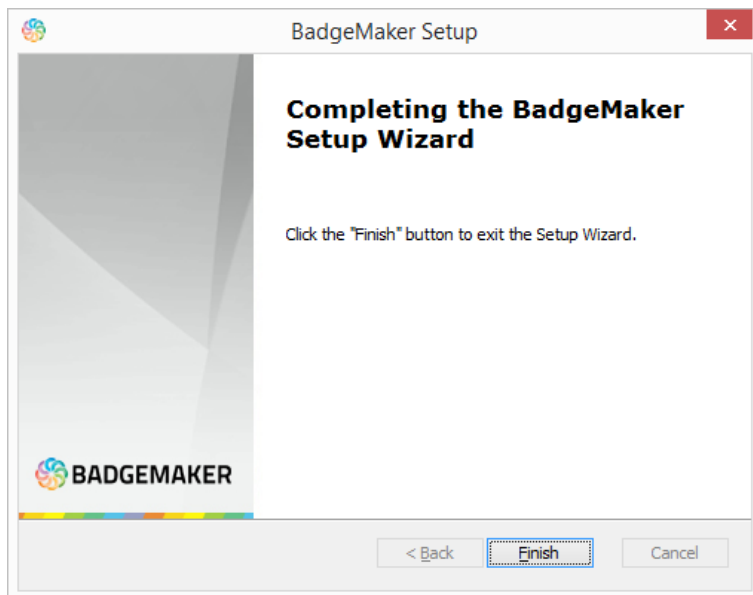 BadgeMaker Setup
Completing the BadgeMaker
Setup Wizard
Click the "Finish" button to exit the Setup Wizard.
BADGEMAKER
< Back Finish Cancel